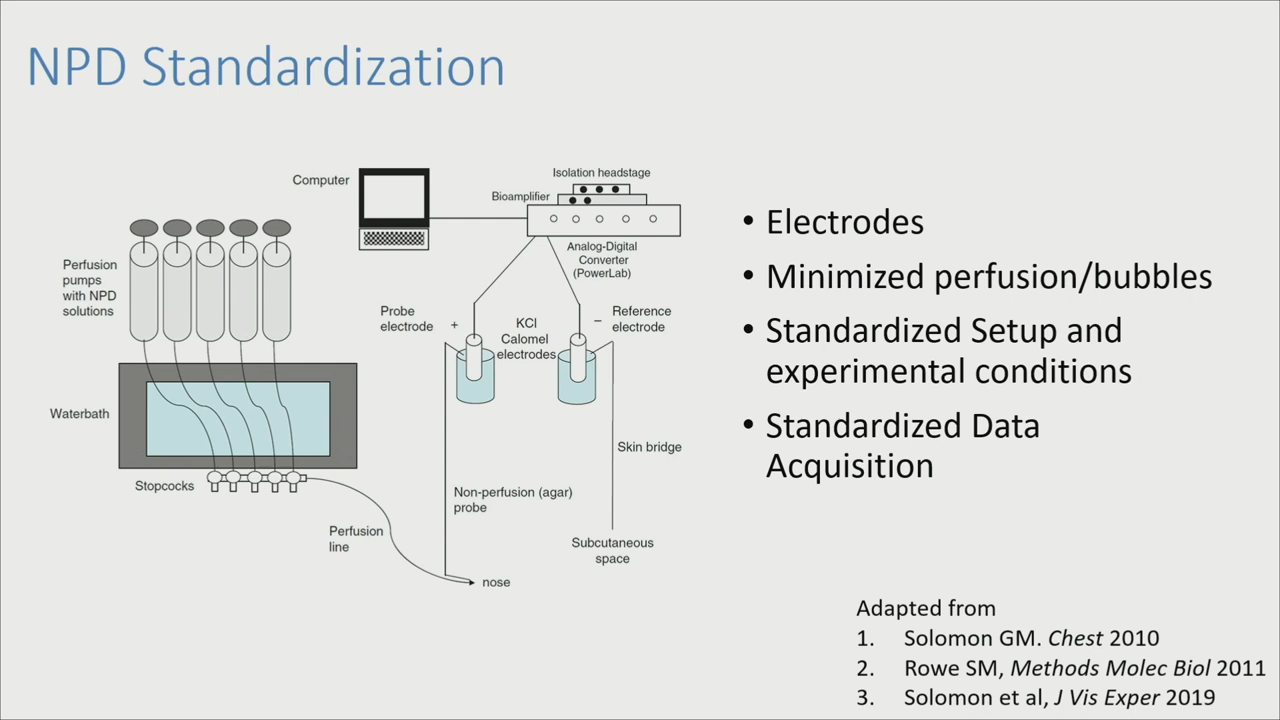 NPD Standardization
Computer
Isolation headstage
Bioamplifier
Analog-Digital
Converter
(PowerLab)
Perfusion
pumps
with NPD
solutions
Probe
electrode
+
KCl
Calomel
electrodes
–
Reference
electrode
Waterbath
Stopcocks
Perfusion
line
Non-perfusion (agar)
probe
Skin bridge
Subcutaneous
space
nose
• Electrodes
• Minimized perfusion/bubbles
• Standardized Setup and
experimental conditions
• Standardized Data
Acquisition
Adapted from
1. Solomon GM. Chest 2010
2. Rowe SM, Methods Molec Biol 2011
3. Solomon et al, J Vis Exper 2019